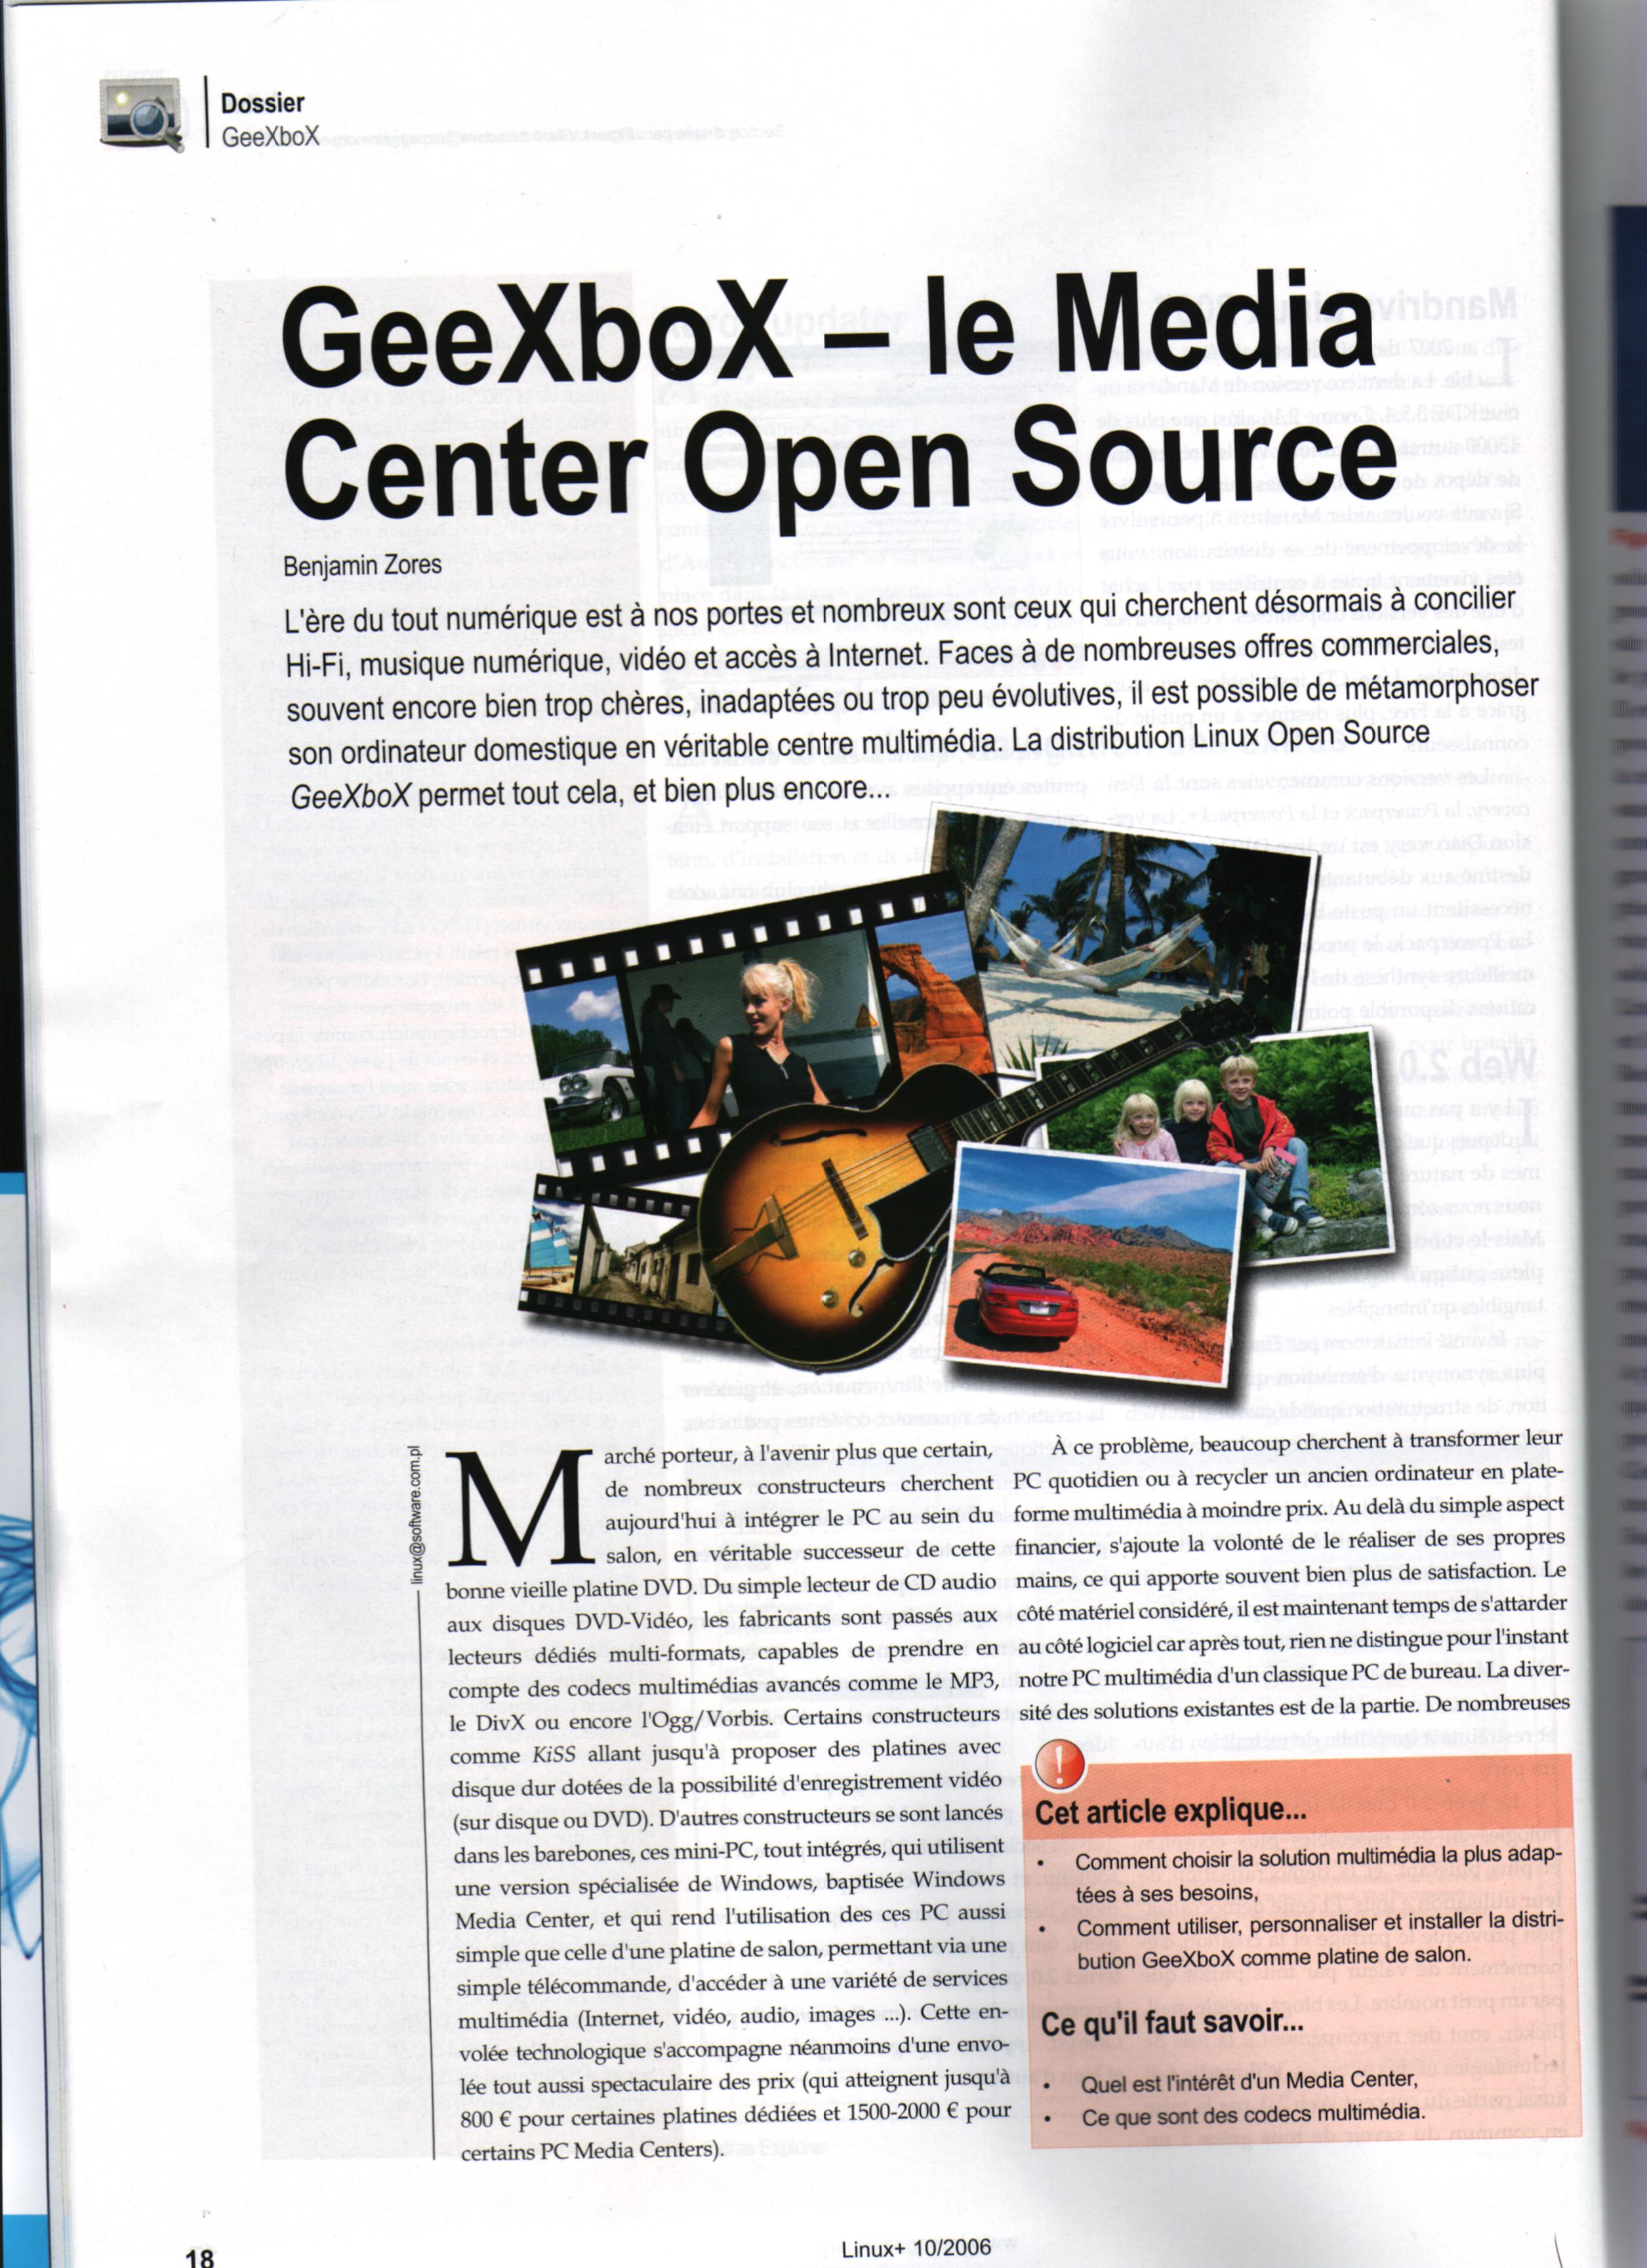 Dossier
GeeXboX
GeeXboX – le Media
Center Open Source
Benjamin Zores
L'ère du tout numérique est à nos portes et nombreux sont ceux qui cherchent désormais à concilier
Hi-Fi, musique numérique, vidéo et accès à Internet. Faces à de nombreuses offres commerciales,
souvent encore bien trop chères, inadaptées ou trop peu évolutives, il est possible de métamorphoser
son ordinateur domestique en véritable centre multimédia. La distribution Linux Open Source
GeeXboX permet tout cela, et bien plus encore...
linux@software.com.pl
Marché porteur, à l'avenir plus que certain,
de nombreux constructeurs cherchent
aujourd'hui à intégrer le PC au sein du
salon, en véritable successeur de cette
bonne vieille platine DVD. Du simple lecteur de CD audio
aux disques DVD-Vidéo, les fabricants sont passés aux
lecteurs dédiés multi-formats, capables de prendre en
compte des codecs multimédias avancés comme le MP3,
le DivX ou encore l'Ogg/Vorbis. Certains constructeurs
comme KiSS allant jusqu'à proposer des platines avec
disque dur dotées de la possibilité d'enregistrement vidéo
(sur disque ou DVD). D'autres constructeurs se sont lancés
dans les barebones, ces mini-PC, tout intégrés, qui utilisent
une version spécialisée de Windows, baptisée Windows
Media Center, et qui rend l'utilisation des ces PC aussi
simple que celle d'une platine de salon, permettant via une
simple télécommande, d'accéder à une variété de services
multimédia (Internet, vidéo, audio, images ...). Cette en-
volée technologique s'accompagne néanmoins d'une envo-
lée tout aussi spectaculaire des prix (qui atteignent jusqu'à
800 € pour certaines platines dédiées et 1500-2000 € pour
certains PC Media Centers).
À ce problème, beaucoup cherchent à transformer leur
PC quotidien ou à recycler un ancien ordinateur en plate-
forme multimédia à moindre prix. Au delà du simple aspect
financier, s'ajoute la volonté de le réaliser de ses propres
mains, ce qui apporte souvent bien plus de satisfaction. Le
côté matériel considéré, il est maintenant temps de s'attarder
au côté logiciel car après tout, rien ne distingue pour l'instant
notre PC multimédia d'un classique PC de bureau. La diver-
sité des solutions existantes est de la partie. De nombreuses
Cet article explique...
• Comment choisir la solution multimédia la plus adap-
tées à ses besoins,
• Comment utiliser, personnaliser et installer la distri-
bution GeeXboX comme platine de salon.
Ce qu'il faut savoir...
• Quel est l'intérêt d'un Media Center,
• Ce que sont des codecs multimédia.
18
Linux+ 10/2006